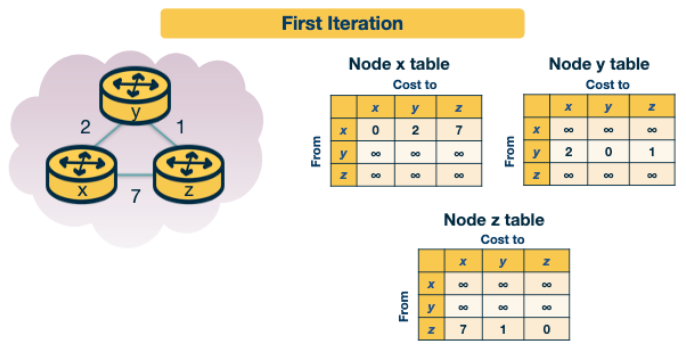 First Iteration
y
2
1
x
z
7
Node x table
Cost to
From
x y z
x 0 2 7
y ∞ ∞ ∞
z ∞ ∞ ∞
Node y table
Cost to
From
x y z
x ∞ ∞ ∞
y 2 0 1
z ∞ ∞ ∞
Node z table
Cost to
From
x y z
x ∞ ∞ ∞
y ∞ ∞ ∞
z 7 1 0